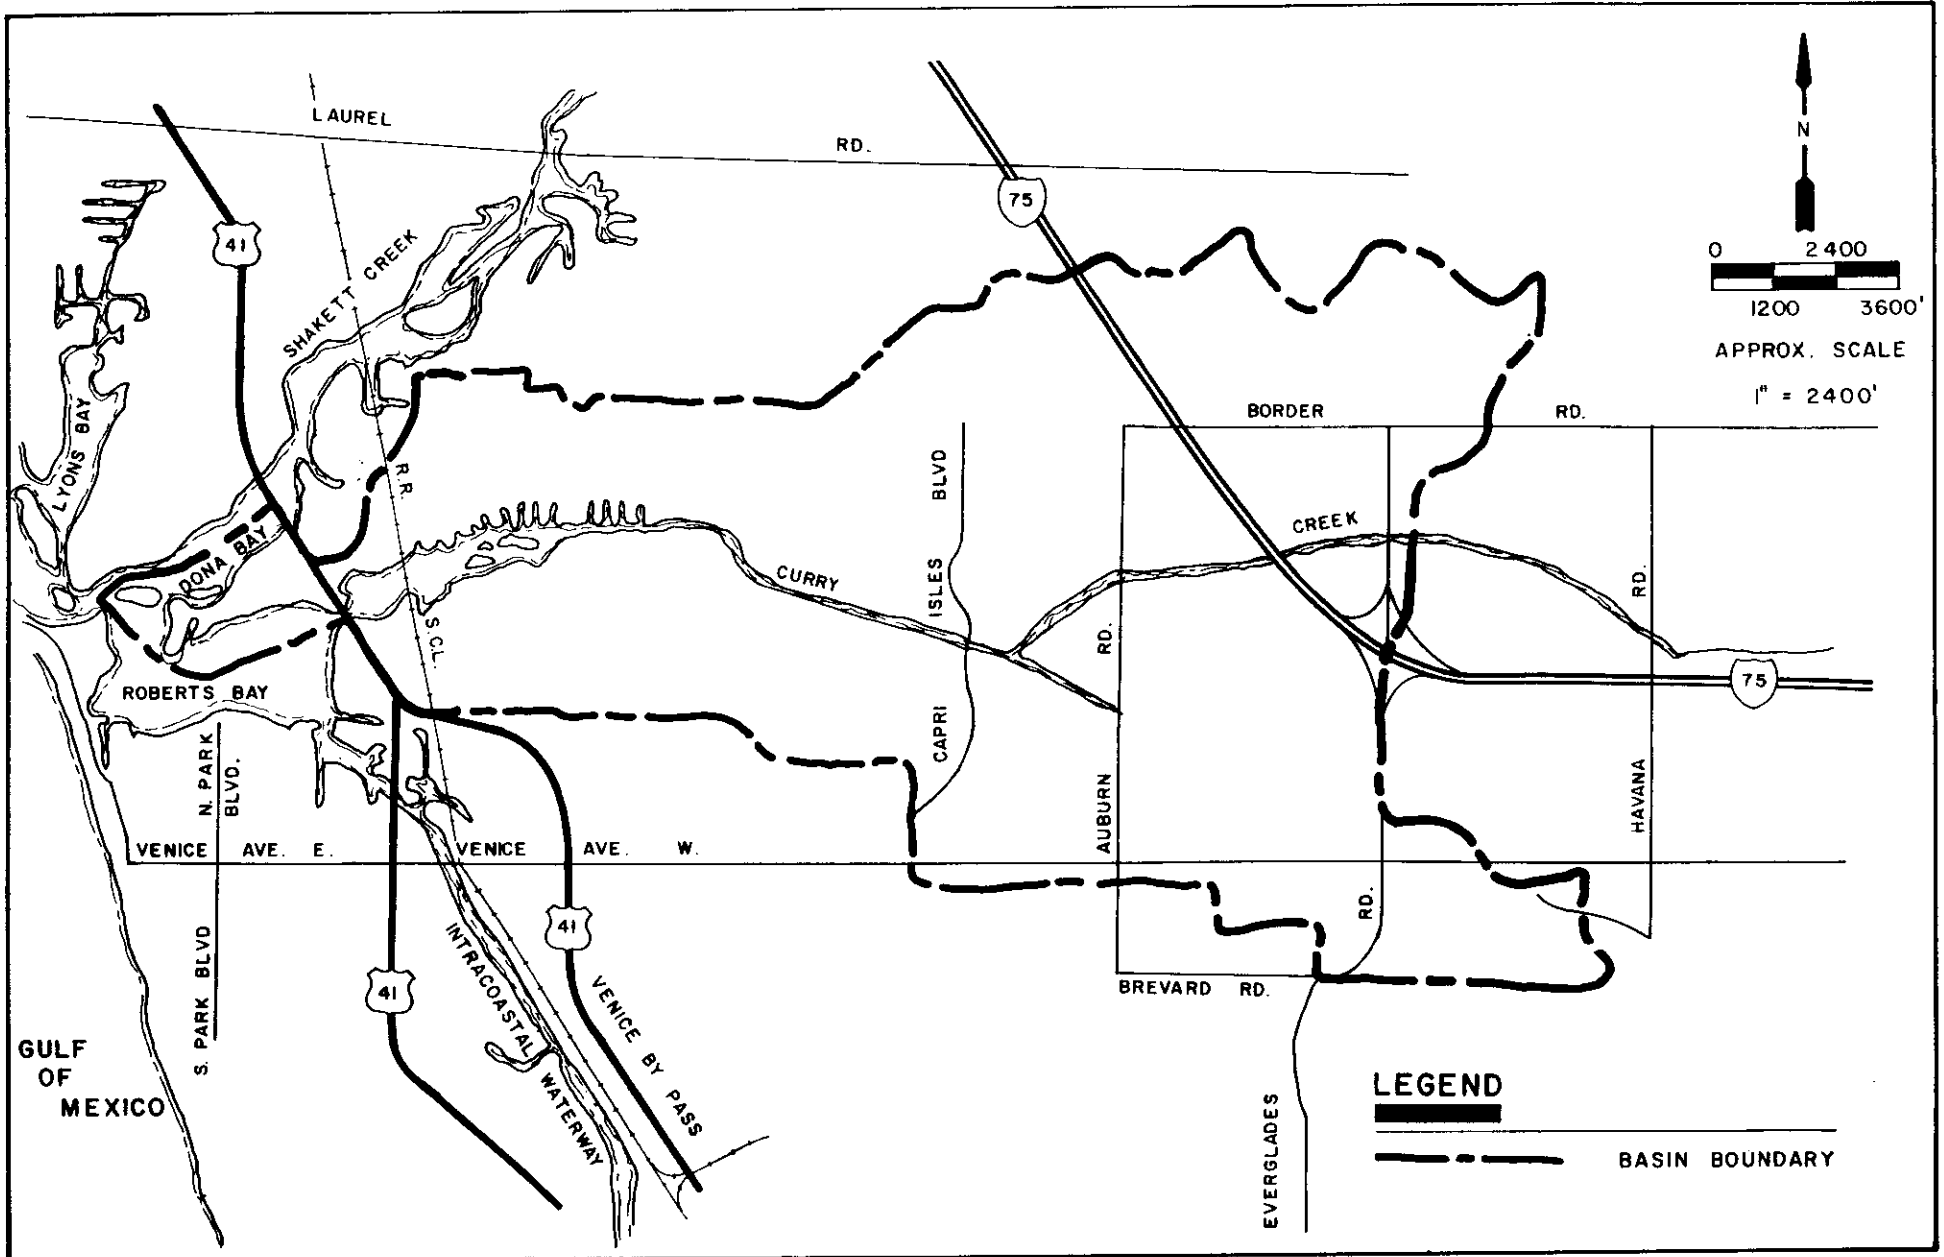 LAUREL
RD.
75
N
41
0 2400
1200 3600'
APPROX. SCALE
1" = 2400'
SHAKETT CREEK
LYONS BAY
R.R.
BORDER RD.
CAPRI ISLES BLVD
CREEK
DONA BAY
CURRY
S.C.L.
AUBURN RD.
HAVANA RD.
75
ROBERTS BAY
N. PARK
BLVD.
VENICE AVE. E.
VENICE AVE. W.
RD.
41
41
S. PARK BLVD
INTRACOASTAL WATERWAY
VENICE BY PASS
BREVARD RD.
GULF
OF
MEXICO
EVERGLADES
LEGEND
BASIN BOUNDARY